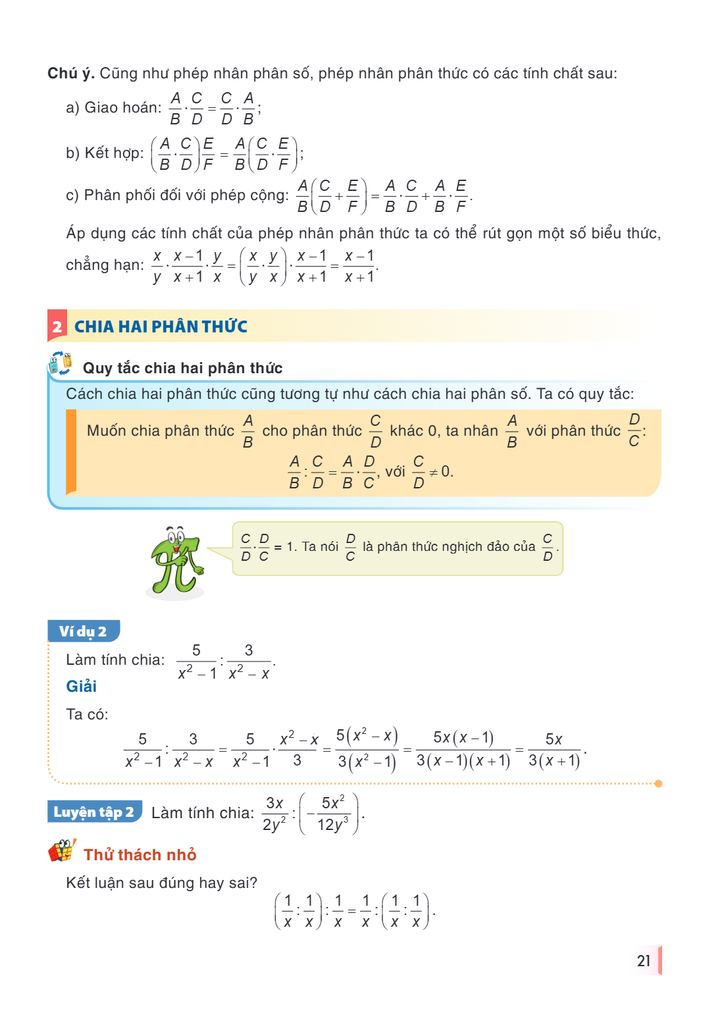 Chú ý. Cũng như phép nhân phân số, phép nhân phân thức có các tính chất sau:
a) Giao hoán: A/B · C/D = C/D · A/B;
b) Kết hợp: (A/B · C/D) E/F = A/B (C/D · E/F);
c) Phân phối đối với phép cộng: A/B (C/D + E/F) = A/B · C/D + A/B · E/F.
Áp dụng các tính chất của phép nhân phân thức ta có thể rút gọn một số biểu thức,
chẳng hạn: x/y · (x − 1)/(x + 1) · y/x = (x/y · y/x) · (x − 1)/(x + 1) = (x − 1)/(x + 1).
2 CHIA HAI PHÂN THỨC
Quy tắc chia hai phân thức
Cách chia hai phân thức cũng tương tự như cách chia hai phân số. Ta có quy tắc:
Muốn chia phân thức A/B cho phân thức C/D khác 0, ta nhân A/B với phân thức D/C:
A/B : C/D = A/B · D/C, với C/D ≠ 0.
C/D · D/C = 1. Ta nói D/C là phân thức nghịch đảo của C/D.
Ví dụ 2
Làm tính chia: 5/(x² − 1) : 3/(x² − x).
Giải
Ta có:
5/(x² − 1) : 3/(x² − x) = 5/(x² − 1) · (x² − x)/3 = 5(x² − x)/3(x² − 1) = 5x(x − 1)/3(x − 1)(x + 1) = 5x/3(x + 1).
Luyện tập 2 Làm tính chia: 3x/2y² : (−5x²/12y³).
Thử thách nhỏ
Kết luận sau đúng hay sai?
(1/x : 1/x) : 1/x = 1/x : (1/x : 1/x).
21